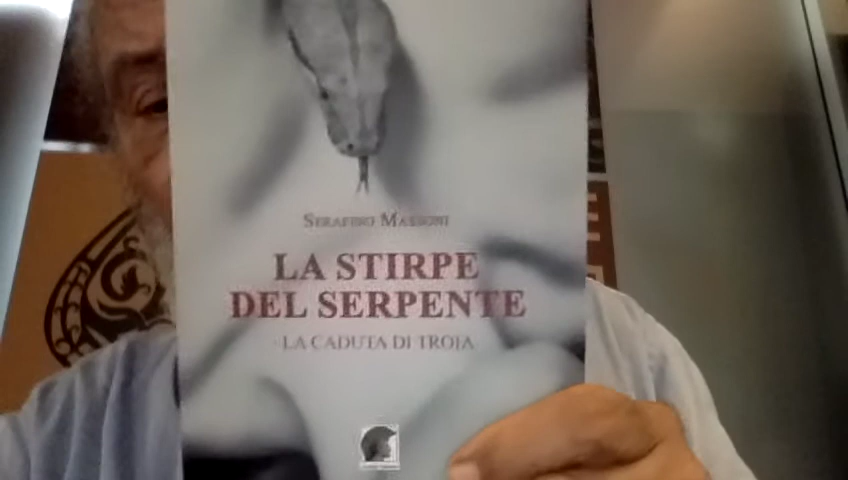 SERAFINO MASSONI
LA STIRPE
DEL SERPENTE
LA CADUTA DI TROIA